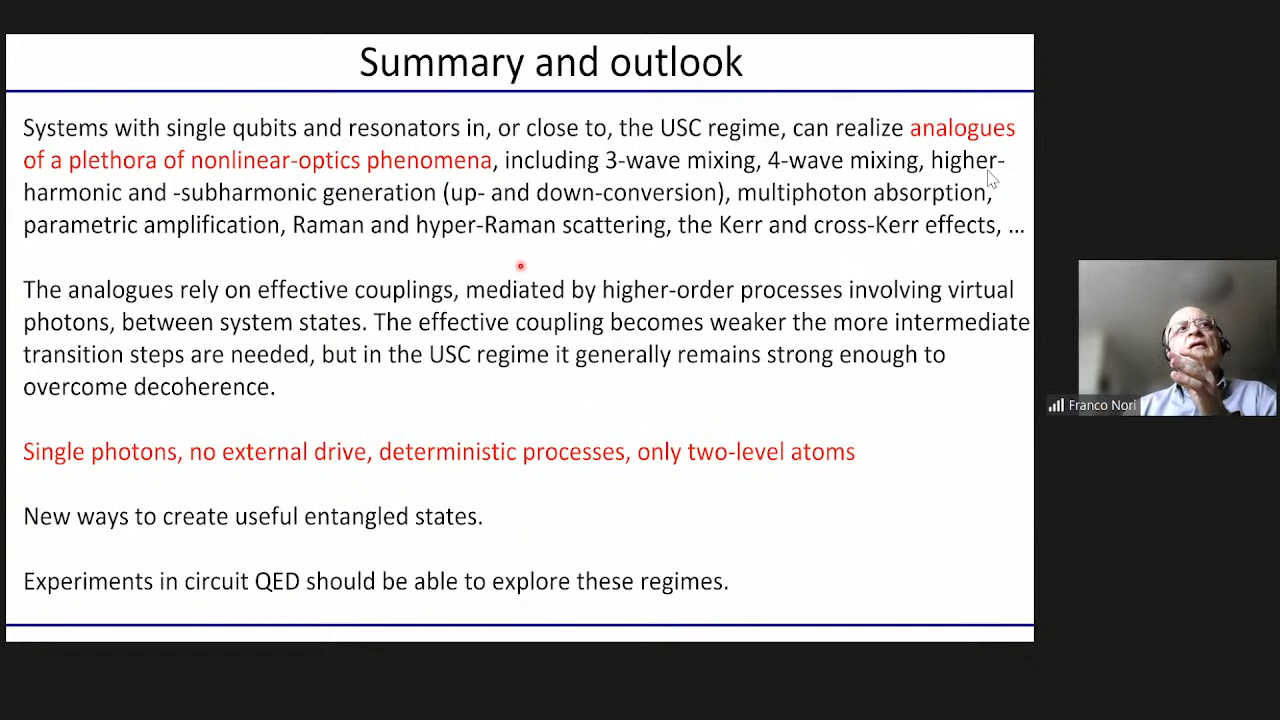 Summary and outlook
Systems with single qubits and resonators in, or close to, the USC regime, can realize analogues
of a plethora of nonlinear-optics phenomena, including 3-wave mixing, 4-wave mixing, higher-
harmonic and -subharmonic generation (up- and down-conversion), multiphoton absorption,
parametric amplification, Raman and hyper-Raman scattering, the Kerr and cross-Kerr effects, ...
The analogues rely on effective couplings, mediated by higher-order processes involving virtual
photons, between system states. The effective coupling becomes weaker the more intermediate
transition steps are needed, but in the USC regime it generally remains strong enough to
overcome decoherence.
Single photons, no external drive, deterministic processes, only two-level atoms
New ways to create useful entangled states.
Experiments in circuit QED should be able to explore these regimes.
Franco Nori